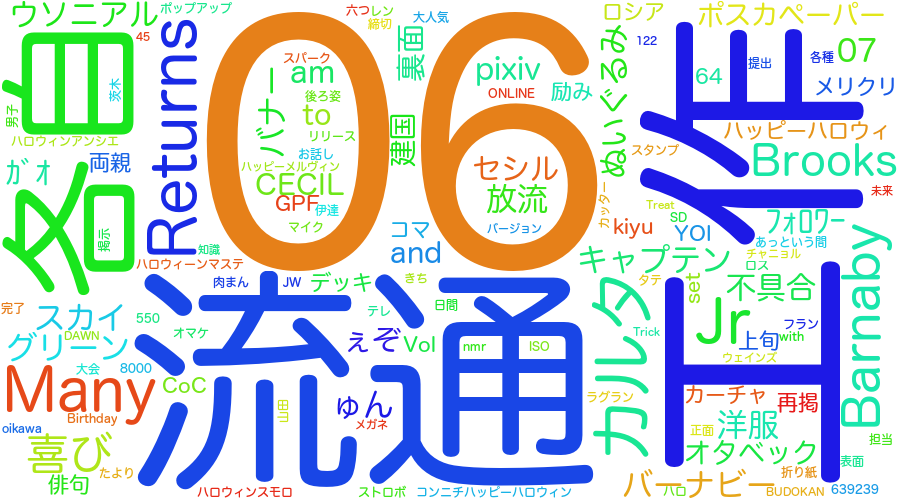 ウソニアル
ポップアップ
45
六つ
レン
締切
大人気
ロシア
ポスカペーパー
122
提出
各種
07
64
メリクリ
自
男子
茨木
ハロウィンアンシエ
Returns
06
スパーク
am
後ろ姿
to
リリース
バナー
お話し
ハッピーメルヴィン
CECIL
GPF
伊達
マイク
裏面
建国
pixiv
ONLINE
励み
セシル
放流
バージョン
ぬいぐるみ
スタンプ
ハッピーハロウィ
Brooks
ガオ
両親
各
掲示
知識
ハロウィーンマステ
カッター
kiyu
Treat
SD
YOI
未来
フォロワー
あっという間
チャニョル
ロス
Barnaby
コマ
and
キャプテン
肉まん
JW
デッキ
きち
テレ
日間
タテ
set
不具合
完了
550
スカイ
DAWN
グリーン
オマケ
大会
8000
流通
えぞ
Vol
nmr
ISO
カルタ
Trick
Jr
上旬
フラン
with
ウェインズ
H
Many
CoC
Birthday
oikawa
山田
ゅん
メガネ
ラグラン
カーチャ
再掲
正面
洋服
担当
喜び
たより
俳句
オタベック
表面
折り紙
バーナビー
ハロ
BUDOKAN
639239
ハロウィンスモロ
ストロボ
コンニチハッピーハロウィン